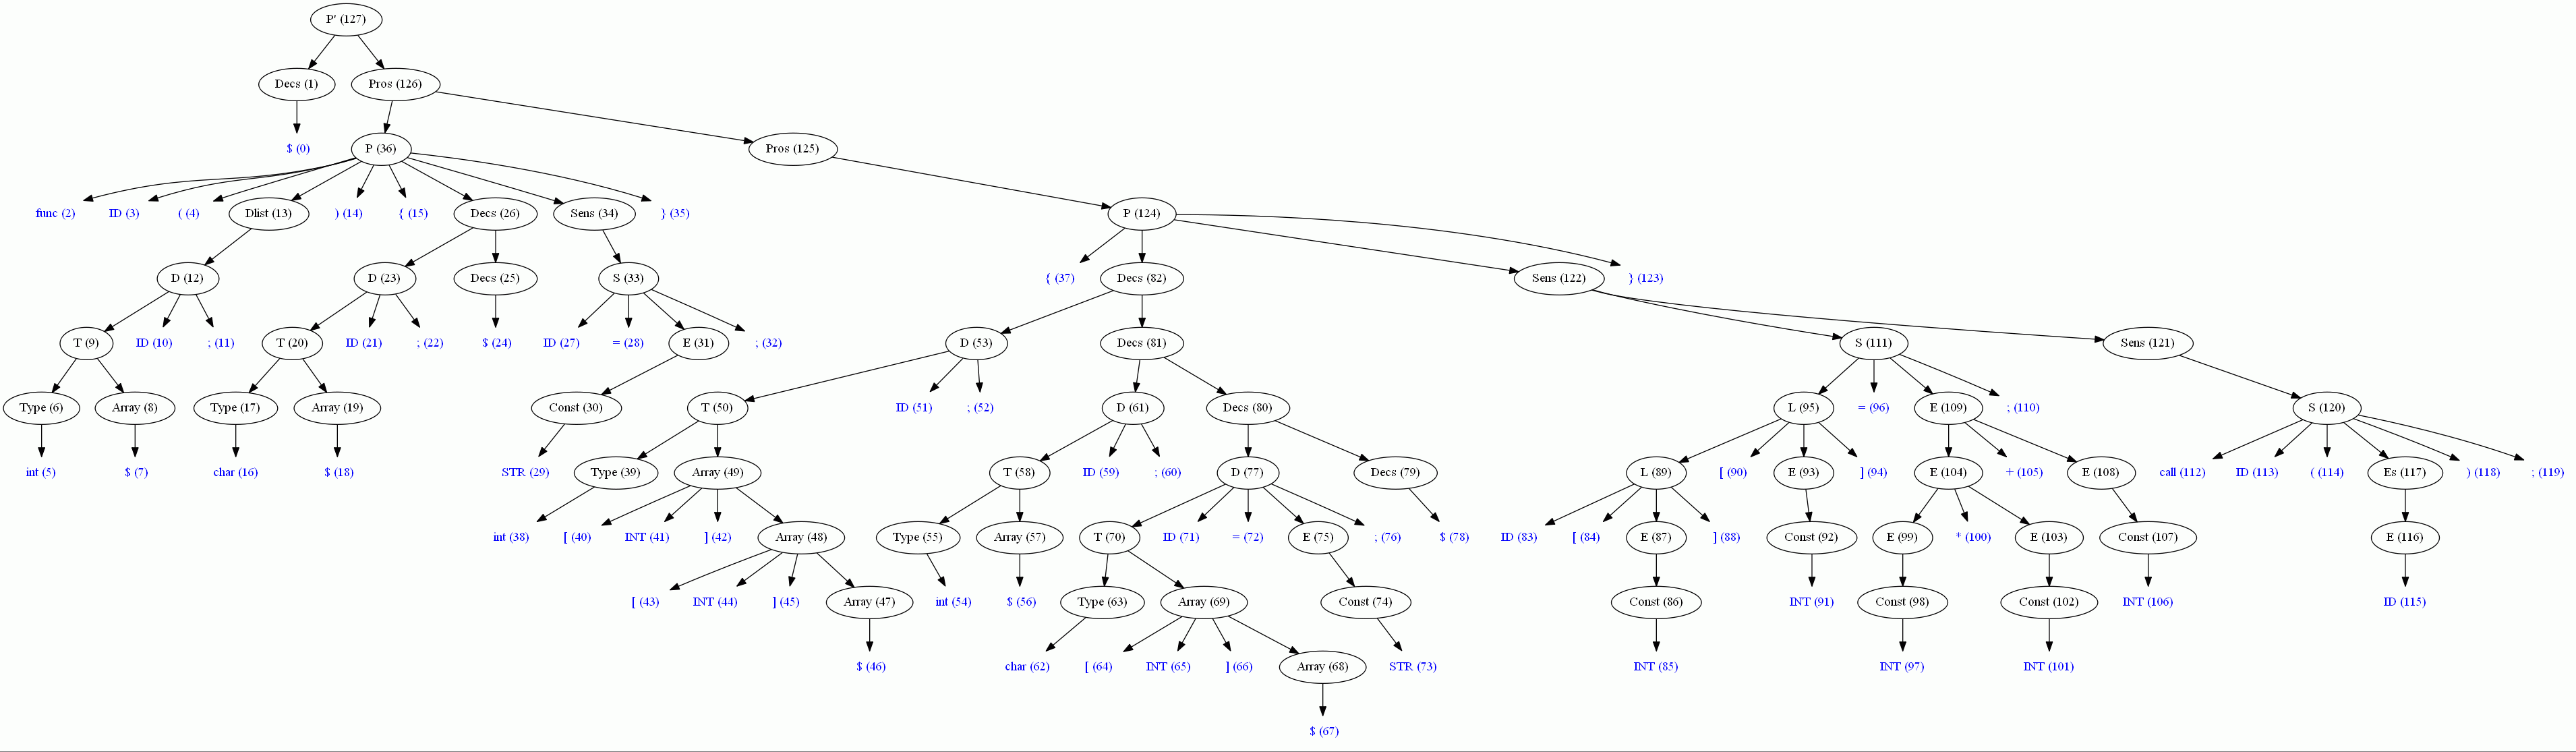 P' (127)
Decs (1) Pros (126)
$ (0) P (36) Pros (125)
func (2) ID (3) ( (4) Dlist (13) ) (14) { (15) Decs (26) Sens (34) } (35) P (124)
D (12) D (23) Decs (25) S (33) { (37) Decs (82) Sens (122) } (123)
T (9) ID (10) ; (11) T (20) ID (21) ; (22) $ (24) ID (27) = (28) E (31) ; (32) D (53) Decs (81) S (111) Sens (121)
Type (6) Array (8) Type (17) Array (19) Const (30) T (50) ID (51) ; (52) D (61) Decs (80) L (95) = (96) E (109) ; (110) S (120)
int (5) $ (7) char (16) $ (18) STR (29) Type (39) Array (49) T (58) ID (59) ; (60) D (77) Decs (79) L (89) [ (90) E (93) ] (94) E (104) + (105) E (108) call (112) ID (113) ( (114) Es (117) ) (118) ; (119)
int (38) [ (40) INT (41) ] (42) Array (48) Type (55) Array (57) T (70) ID (71) = (72) E (75) ; (76) $ (78) ID (83) [ (84) E (87) ] (88) Const (92) E (99) * (100) E (103) Const (107) E (116)
[ (43) INT (44) ] (45) Array (47) int (54) $ (56) Type (63) Array (69) Const (74) Const (86) INT (91) Const (98) Const (102) INT (106) ID (115)
$ (46) char (62) [ (64) INT (65) ] (66) Array (68) STR (73) INT (85) INT (97) INT (101)
$ (67)